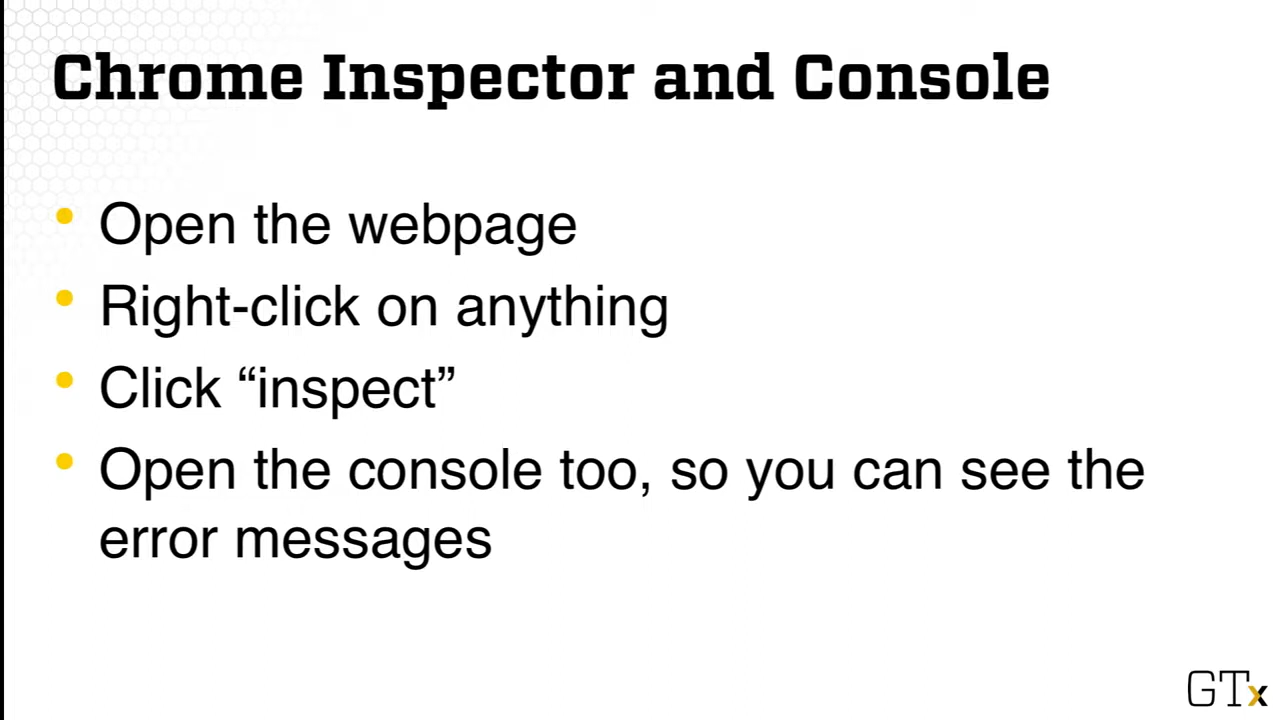 Chrome Inspector and Console
• Open the webpage
• Right-click on anything
• Click “inspect”
• Open the console too, so you can see the
error messages
GTx